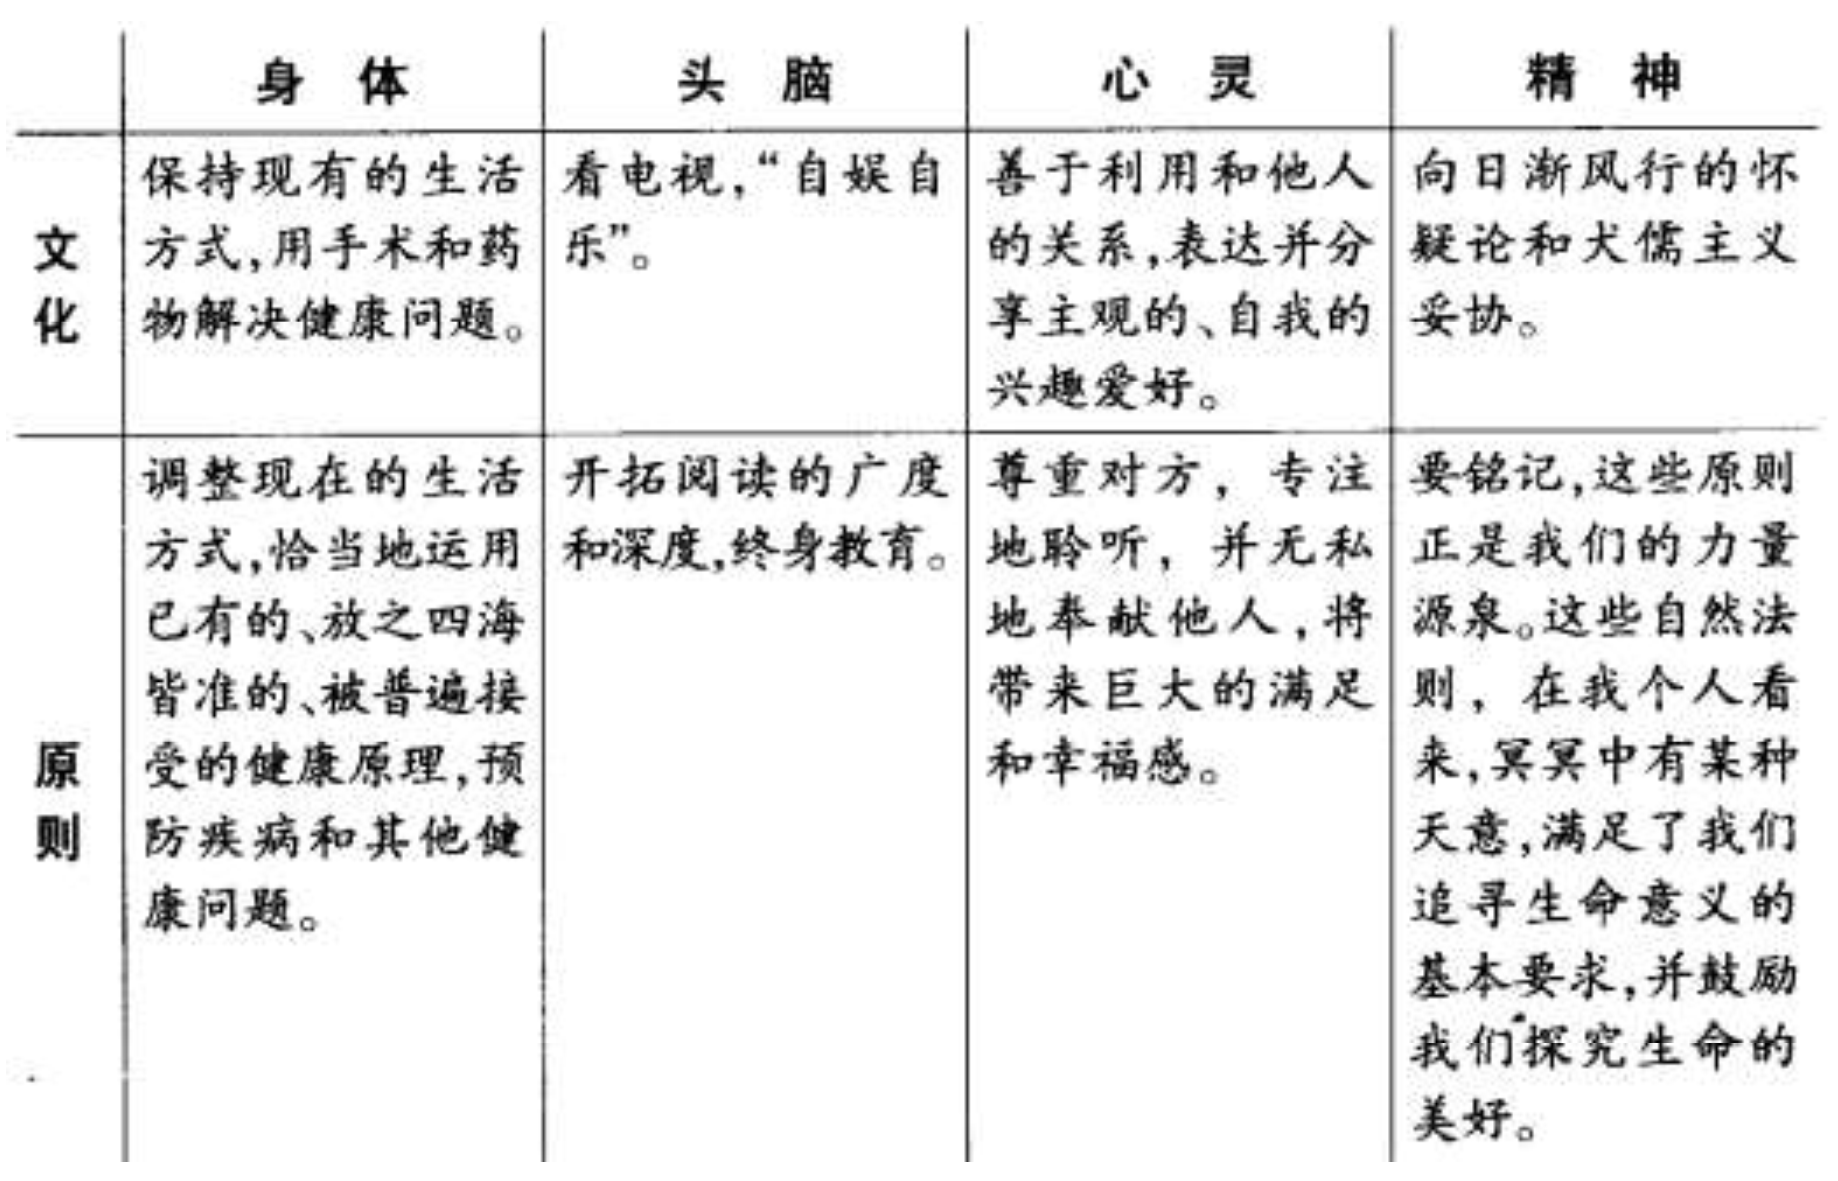 身体
头脑
心灵
精神
文化
保持现有的生活
方式,用手术和药
物解决健康问题。
看电视,“自娱自
乐”。
善于利用和他人
的关系,表达并分
享主观的、自我的
兴趣爱好。
向日渐风行的怀
疑论和犬儒主义
妥协。
原则
调整现在的生活
方式,恰当地运用
已有的、放之四海
皆准的、被普遍接
受的健康原理,预
防疾病和其他健
康问题。
开拓阅读的广度
和深度,终身教育。
尊重对方，专注
地聆听，并无私
地奉献他人,将
带来巨大的满足
和幸福感。
要铭记,这些原则
正是我们的力量
源泉。这些自然法
则，在我个人看
来,冥冥中有某种
天意,满足了我们
追寻生命意义的
基本要求,并鼓励
我们探究生命的
美好。